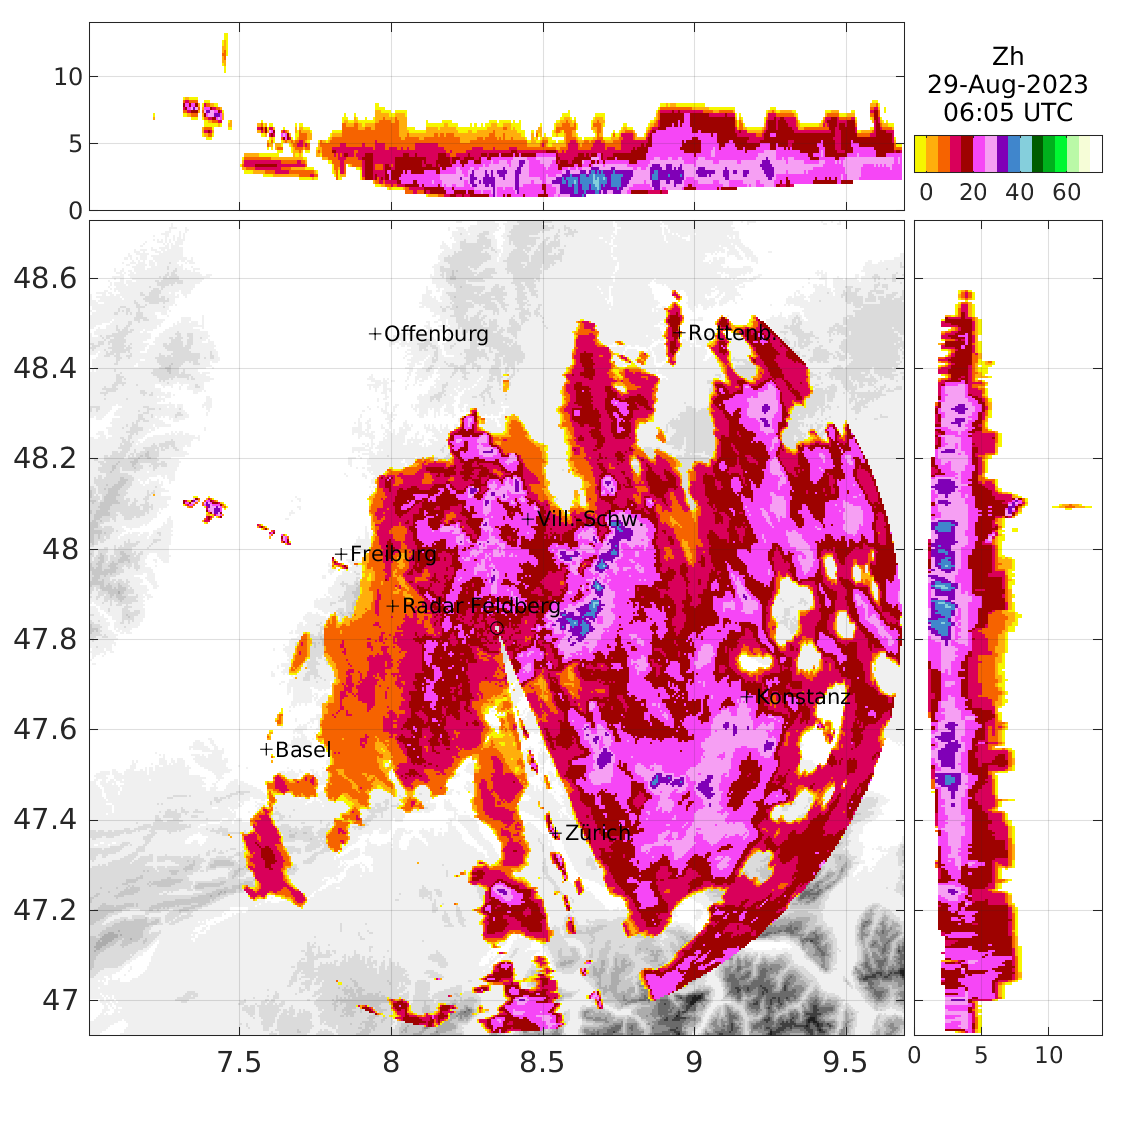 Zh
29-Aug-2023
06:05 UTC
0 20 40 60
10
5
0
48.6
48.4
48.2
48
47.8
47.6
47.4
47.2
47
+Offenburg
+Rottenb.
+Vill.-Schw.
+Freiburg
+Radar Feldberg
+Konstanz
+Basel
+Zürich
7.5 8 8.5 9 9.5
0 5 10